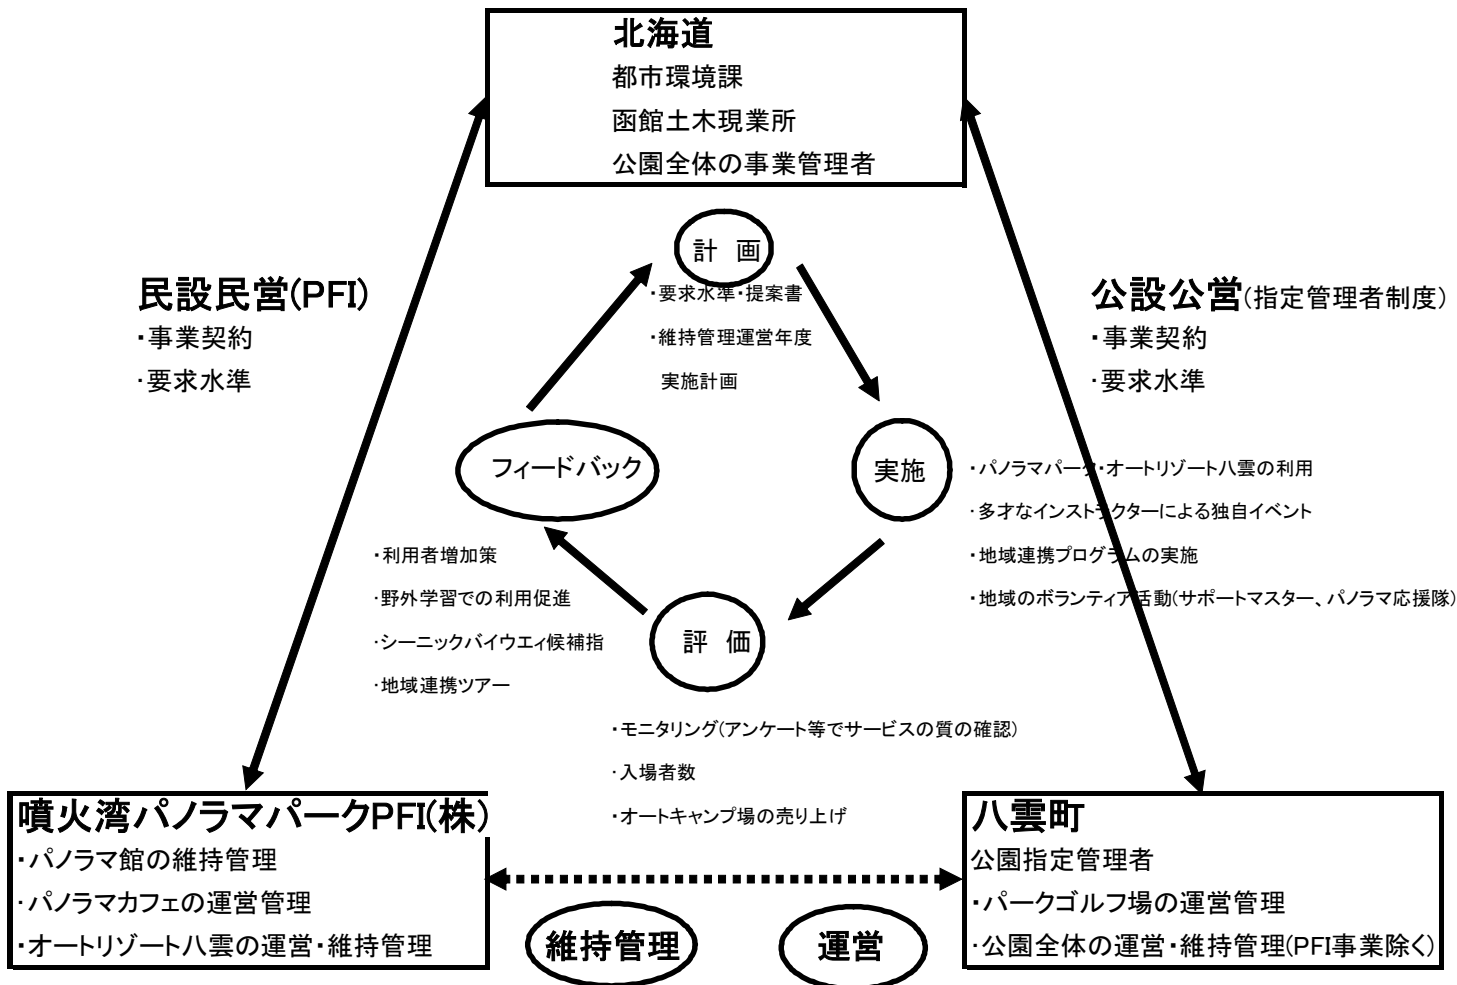 北海道
都市環境課
函館土木現業所
公園全体の事業管理者
計 画
・要求水準・提案書
・維持管理運営年度
実施計画
民設民営(PFI)
・事業契約
・要求水準
公設公営(指定管理者制度)
・事業契約
・要求水準
フィードバック
実施
・パノラマパーク・オートリゾート八雲の利用
・多才なインストラクターによる独自イベント
・地域連携プログラムの実施
・地域のボランティア活動(サポートマスター、パノラマ応援隊)
・利用者増加策
・野外学習での利用促進
・シーニックバイウエィ候補指
・地域連携ツアー
評 価
・モニタリング(アンケート等でサービスの質の確認)
・入場者数
・オートキャンプ場の売り上げ
噴火湾パノラマパークPFI(株)
・パノラマ館の維持管理
・パノラマカフェの運営管理
・オートリゾート八雲の運営・維持管理
維持管理
運営
八雲町
公園指定管理者
・パークゴルフ場の運営管理
・公園全体の運営・維持管理(PFI事業除く)